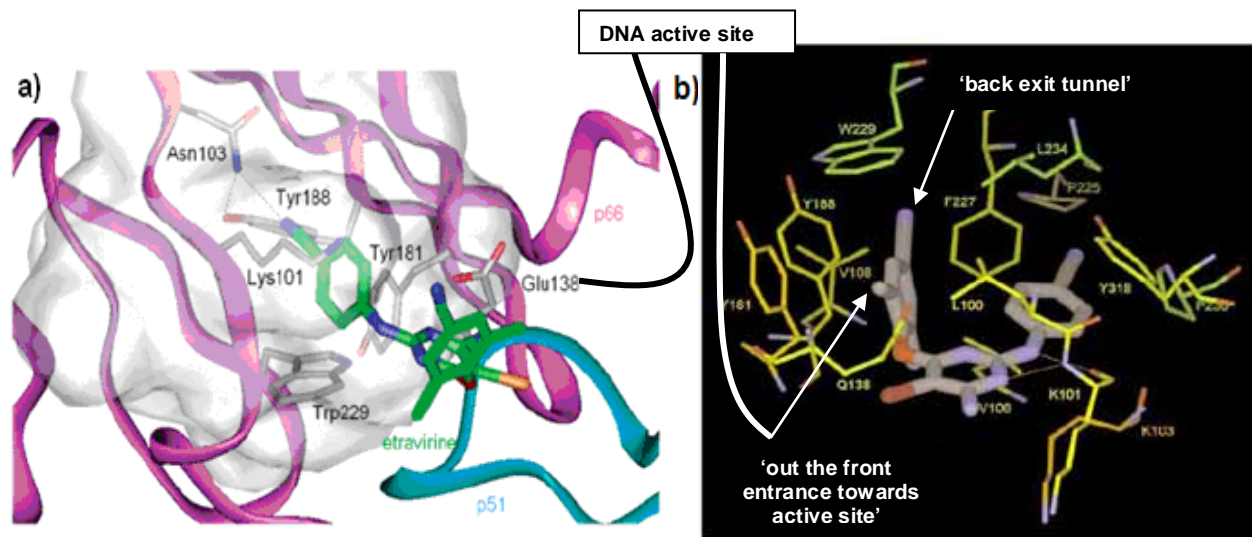 DNA active site
a)
Asn103
Tyr188
Tyr181
Lys101
Glu138
Trp229
etravirine
p66
p51
b)
'back exit tunnel'
W229
L234
P225
Y188
F227
V108
Y181
L100
Y318
P236
Q138
K101
V106
K103
'out the front
entrance towards
active site'